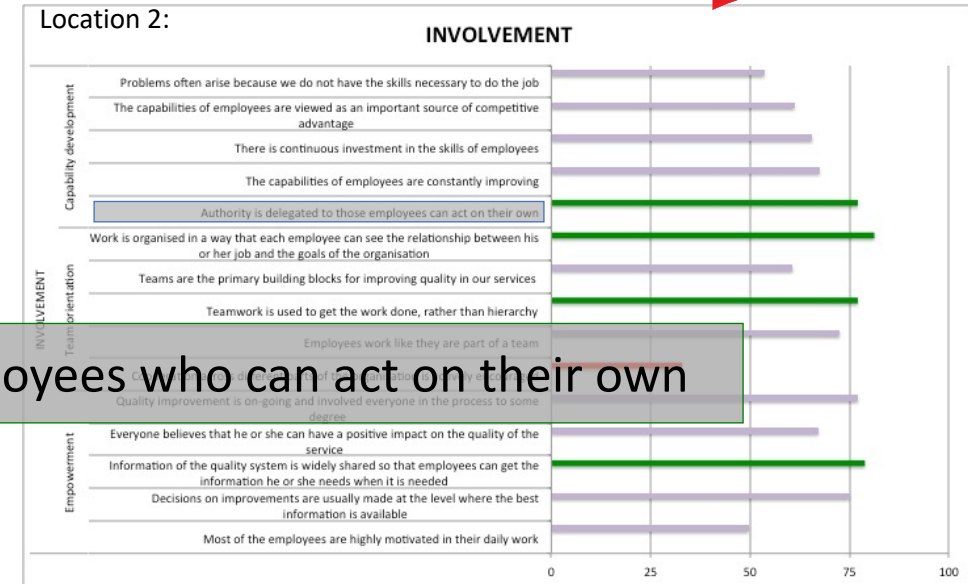 Location 2:
INVOLVEMENT
INVOLVEMENT
Capability development
Problems often arise because we do not have the skills necessary to do the job
The capabilities of employees are viewed as an important source of competitive
advantage
There is continuous investment in the skills of employees
The capabilities of employees are constantly improving
Authority is delegated to those employees can act on their own
Team orientation
Work is organised in a way that each employee can see the relationship between his
or her job and the goals of the organisation
Teams are the primary building blocks for improving quality in our services
Teamwork is used to get the work done, rather than hierarchy
Employees work like they are part of a team
oyees who can act on their own
Quality improvement is on-going and involved everyone in the process to some
degree
Empowerment
Everyone believes that he or she can have a positive impact on the quality of the
service
Information of the quality system is widely shared so that employees can get the
information he or she needs when it is needed
Decisions on improvements are usually made at the level where the best
information is available
Most of the employees are highly motivated in their daily work
0 25 50 75 100